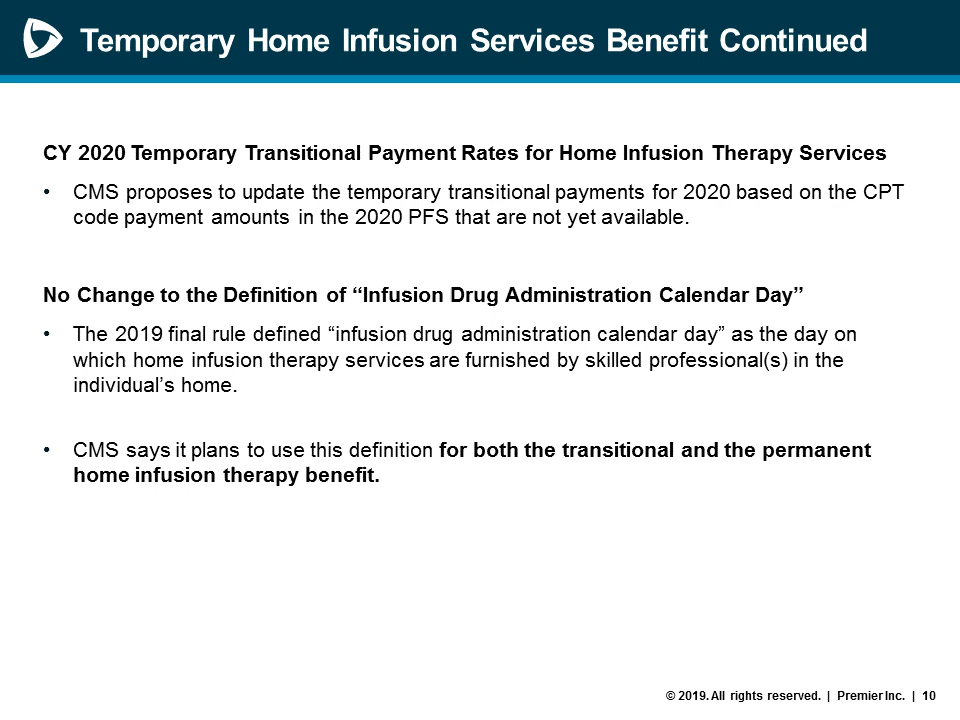 Temporary Home Infusion Services Benefit Continued
CY 2020 Temporary Transitional Payment Rates for Home Infusion Therapy Services
• CMS proposes to update the temporary transitional payments for 2020 based on the CPT
code payment amounts in the 2020 PFS that are not yet available.
No Change to the Definition of “Infusion Drug Administration Calendar Day”
• The 2019 final rule defined “infusion drug administration calendar day” as the day on
which home infusion therapy services are furnished by skilled professional(s) in the
individual’s home.
• CMS says it plans to use this definition for both the transitional and the permanent
home infusion therapy benefit.
© 2019. All rights reserved. | Premier Inc. | 10